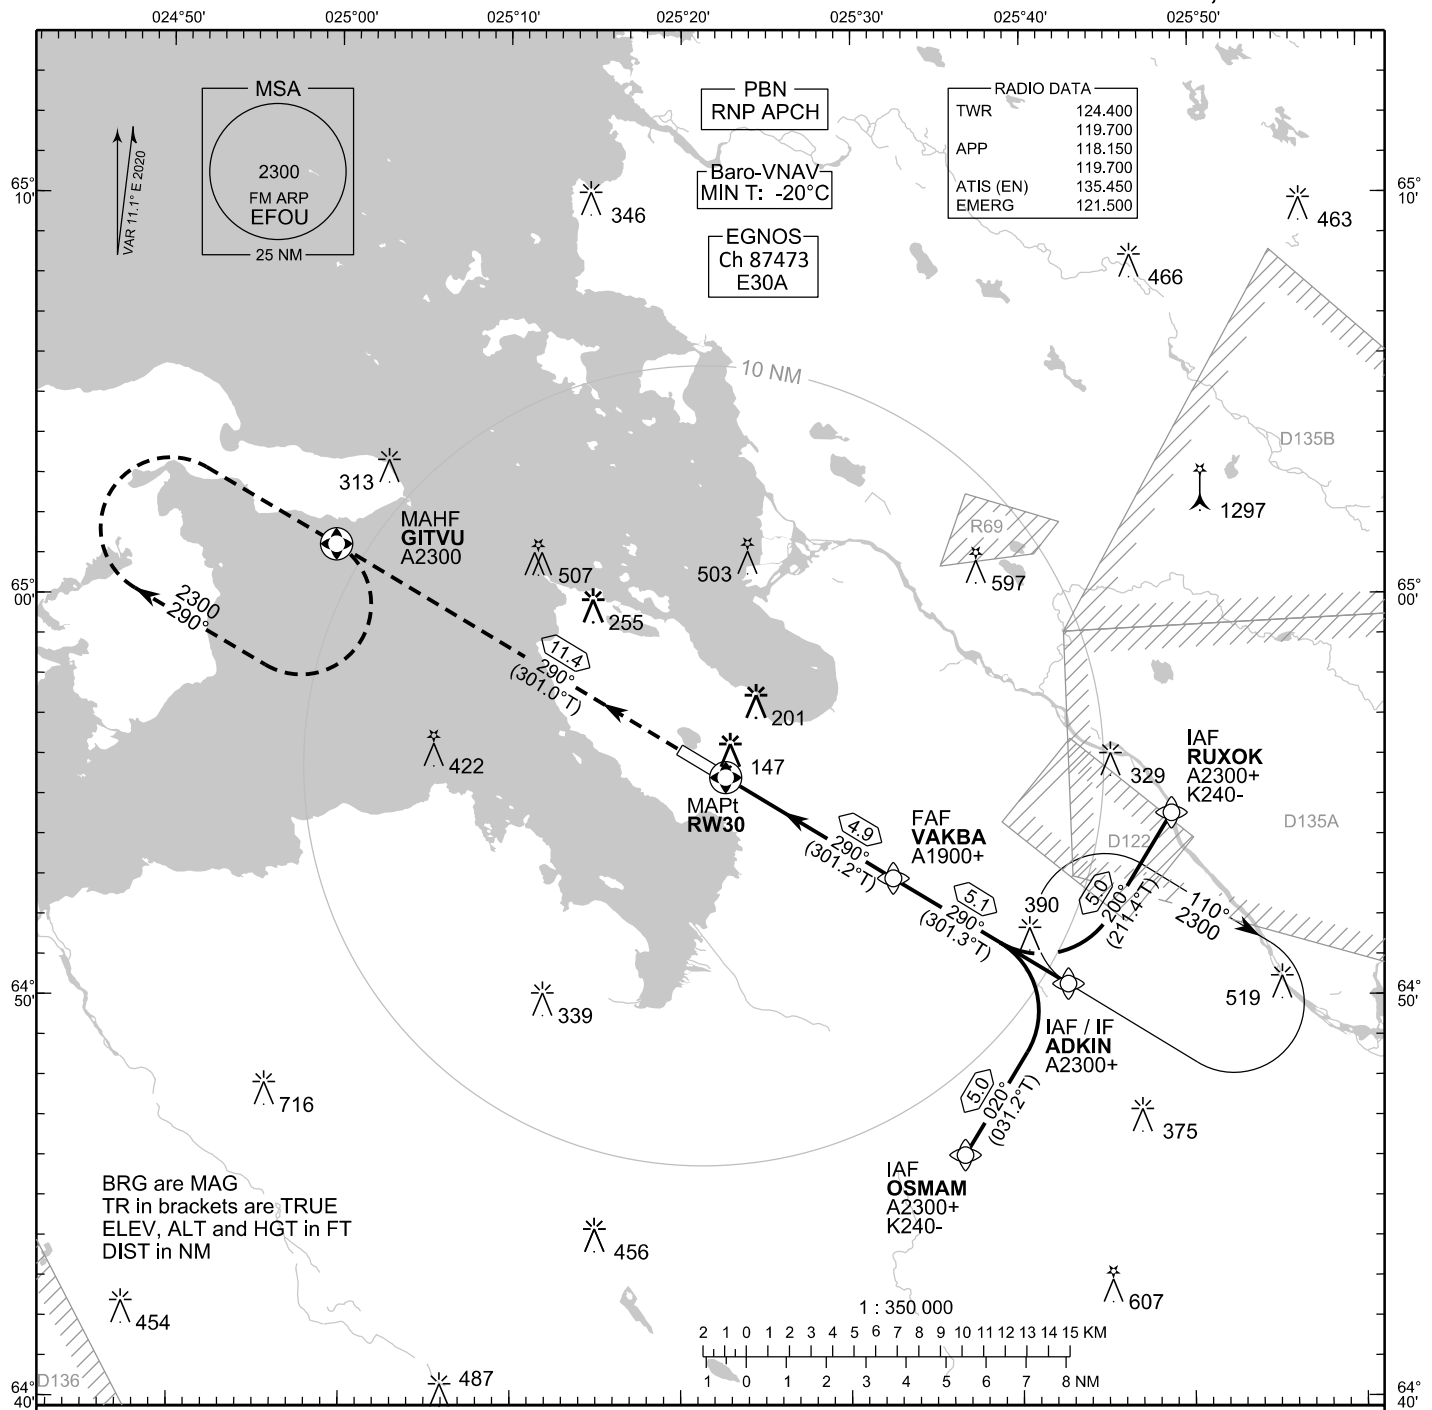 024°50'
025°00'
025°10'
025°20'
025°30'
025°40'
025°50'
MSA
2300
FM ARP
EFOU
25 NM
VAR 11.1° E 2020
PBN
RNP APCH
Baro-VNAV
MIN T: -20°C
EGNOS
Ch 87473
E30A
RADIO DATA
TWR 124.400
119.700
APP 118.150
119.700
ATIS (EN) 135.450
EMERG 121.500
65°
10'
65°
10'
346
463
466
10 NM
D135B
313
1297
MAHF
GITVU
A2300
R69
507
503
597
65°
00'
65°
00'
2300
290°
255
11.4
290°
(301.0°T)
201
147
422
329
IAF
RUXOK
A2300+
K240-
MAPt
RW30
4.9
290°
(301.2°T)
FAF
VAKBA
A1900+
D122
D135A
5.1
290°
(301.3°T)
390
5.0
200°
(211.4°T)
110°
2300
64°
50'
64°
50'
339
519
IAF / IF
ADKIN
A2300+
716
5.0
020°
(031.2°T)
375
IAF
OSMAM
A2300+
K240-
BRG are MAG
TR in brackets are TRUE
ELEV, ALT and HGT in FT
DIST in NM
456
454
607
1 : 350 000
2 1 0 1 2 3 4 5 6 7 8 9 10 11 12 13 14 15 KM
1 0 1 2 3 4 5 6 7 8 NM
487
D136
64°
40'
64°
40'